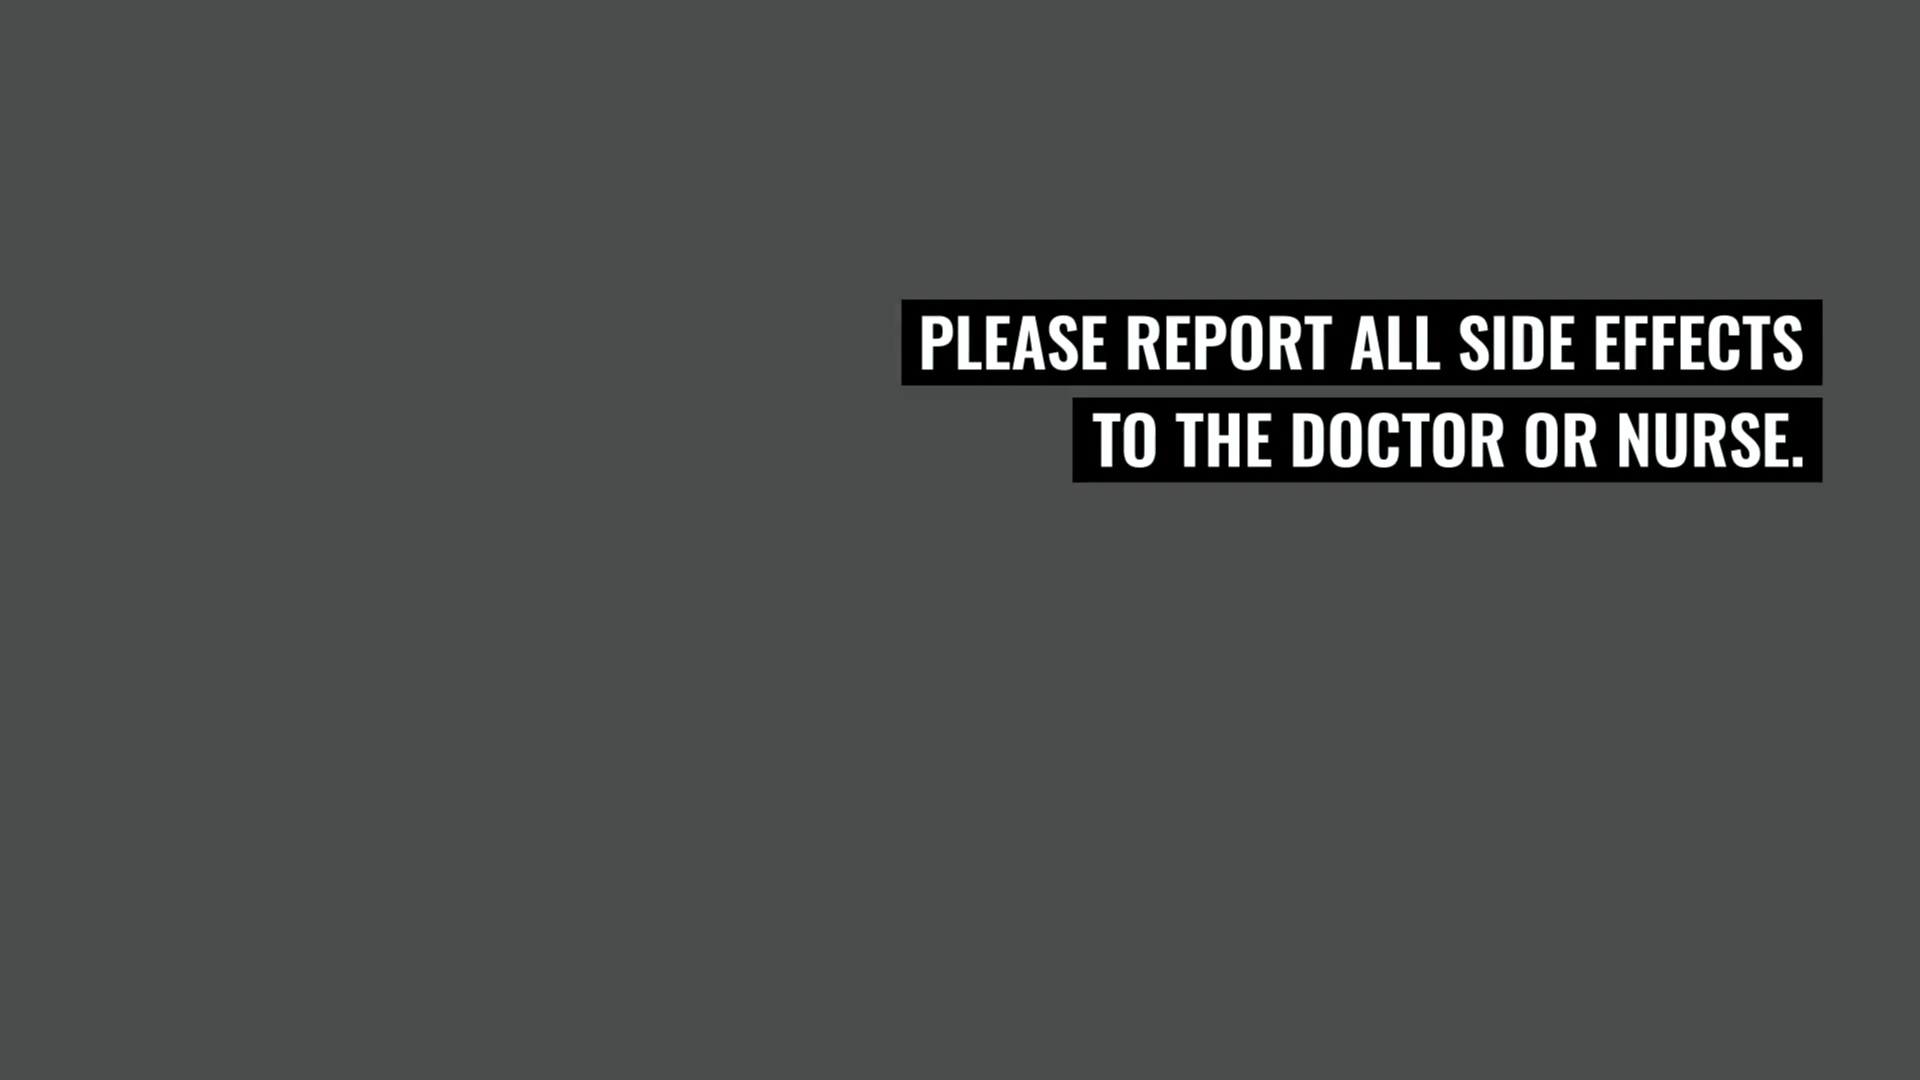 PLEASE REPORT ALL SIDE EFFECTS
TO THE DOCTOR OR NURSE.